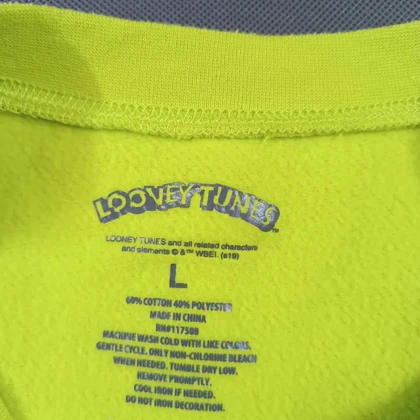 LOONEY TUNES ™
LOONEY TUNES and all related characters
and elements © & ™ WBEI. (s19)
L
60% COTTON 40% POLYESTER
MADE IN CHINA
RN#117508
MACHINE WASH COLD WITH LIKE COLORS.
GENTLE CYCLE. ONLY NON-CHLORINE BLEACH
WHEN NEEDED. TUMBLE DRY LOW.
REMOVE PROMPTLY.
COOL IRON IF NEEDED.
DO NOT IRON DECORATION.